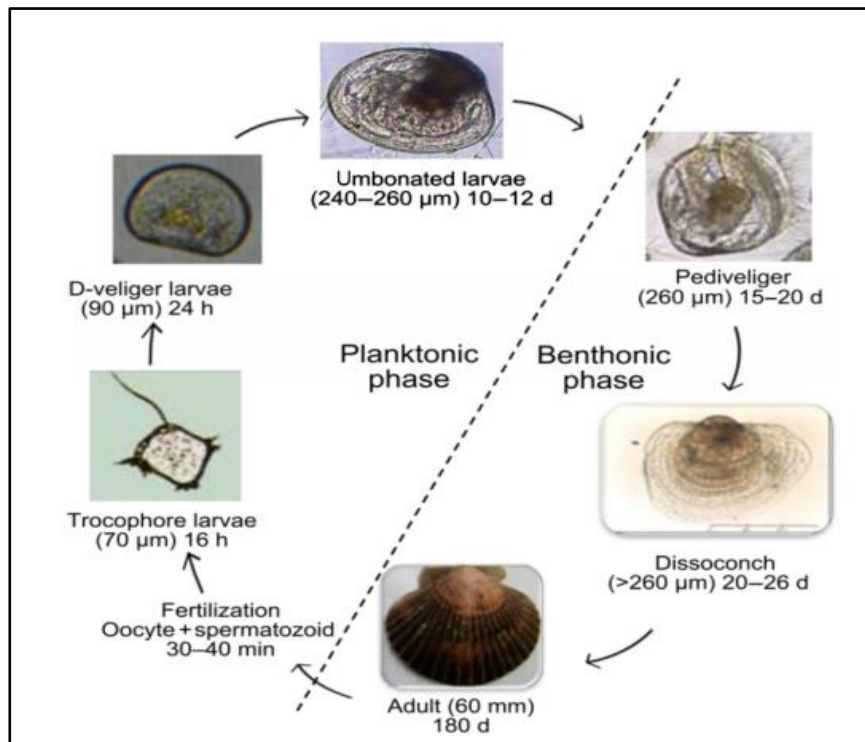 Umbonated larvae
(240–260 μm) 10–12 d
Pediveliger
(260 μm) 15–20 d
D-veliger larvae
(90 μm) 24 h
Planktonic
phase
Benthonic
phase
Trocophore larvae
(70 μm) 16 h
Dissoconch
(>260 μm) 20–26 d
Fertilization
Oocyte + spermatozoid
30–40 min
Adult (60 mm)
180 d